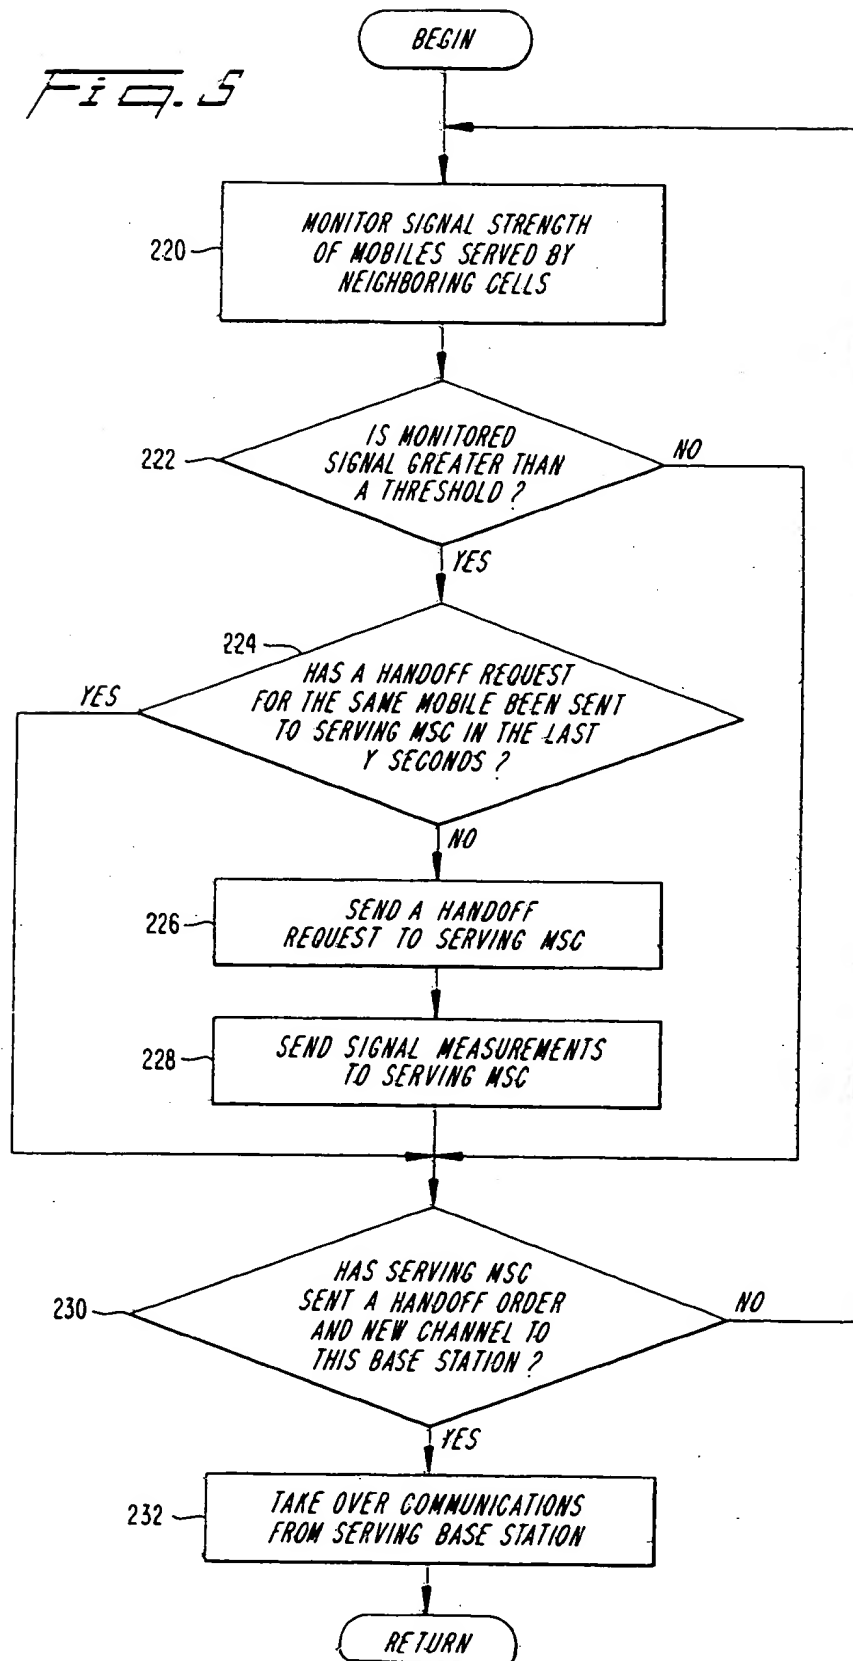 BEGIN
Fig. 5
MONITOR SIGNAL STRENGTH
OF MOBILES SERVED BY
NEIGHBORING CELLS
220
IS MONITORED
SIGNAL GREATER THAN
A THRESHOLD ?
222
NO
YES
224
HAS A HANDOFF REQUEST
FOR THE SAME MOBILE BEEN SENT
TO SERVING MSC IN THE LAST
Y SECONDS ?
YES
NO
SEND A HANDOFF
REQUEST TO SERVING MSC
226
SEND SIGNAL MEASUREMENTS
TO SERVING MSC
228
HAS SERVING MSC
SENT A HANDOFF ORDER
AND NEW CHANNEL TO
THIS BASE STATION ?
230
NO
YES
TAKE OVER COMMUNICATIONS
FROM SERVING BASE STATION
232
RETURN